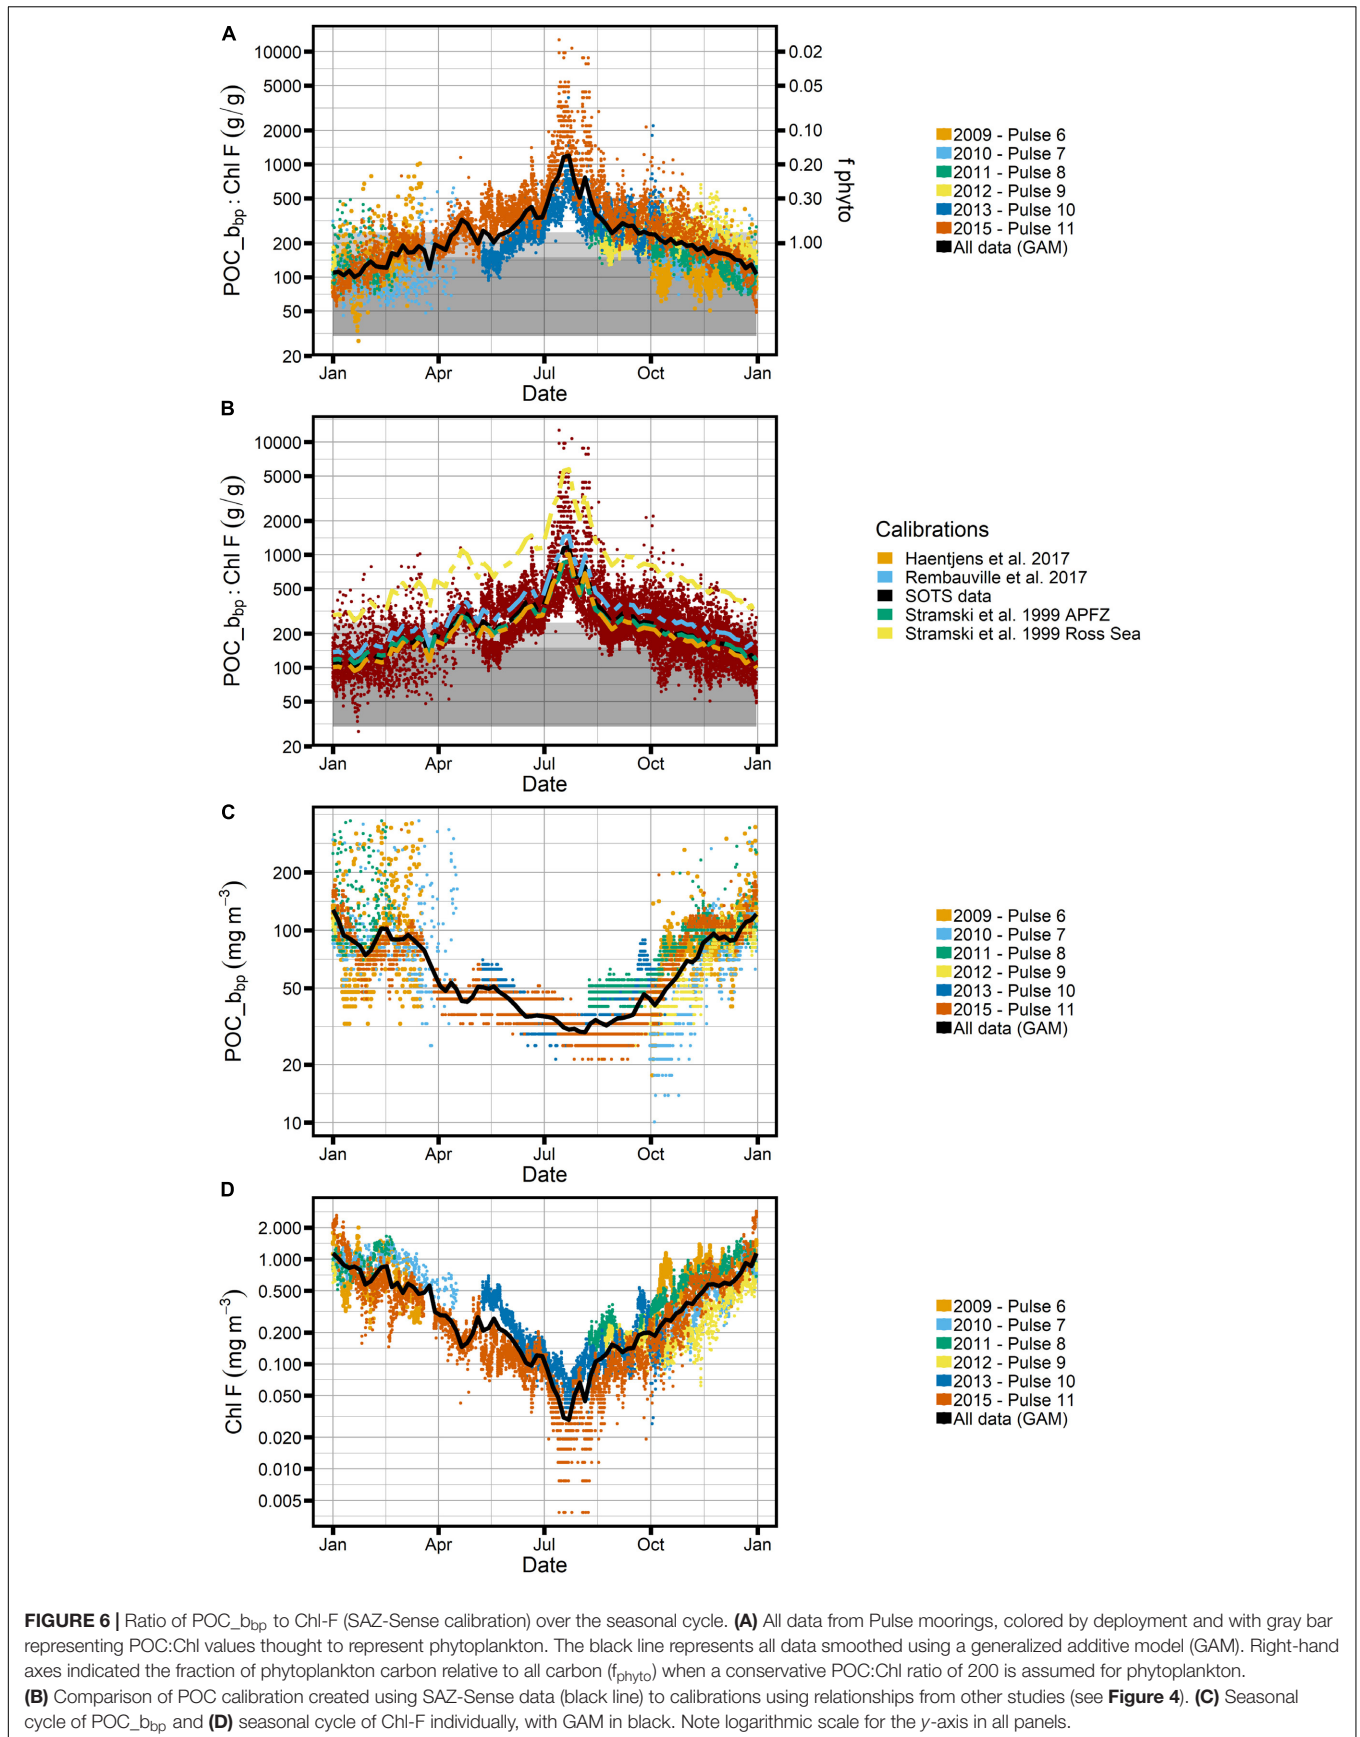 A
POC_bbp : Chl F (g/g)
10000
5000
2000
1000
500
200
100
50
20
0.02
0.05
0.10
0.20
0.30
1.00
f phyto
Jan Apr Jul Oct Jan
Date
2009 - Pulse 6
2010 - Pulse 7
2011 - Pulse 8
2012 - Pulse 9
2013 - Pulse 10
2015 - Pulse 11
All data (GAM)
B
POC_bbp : Chl F (g/g)
10000
5000
2000
1000
500
200
100
50
20
Jan Apr Jul Oct Jan
Date
Calibrations
Haentjens et al. 2017
Rembauville et al. 2017
SOTS data
Stramski et al. 1999 APFZ
Stramski et al. 1999 Ross Sea
C
POC_bbp (mg m−3)
200
100
50
20
10
Jan Apr Jul Oct Jan
Date
2009 - Pulse 6
2010 - Pulse 7
2011 - Pulse 8
2012 - Pulse 9
2013 - Pulse 10
2015 - Pulse 11
All data (GAM)
D
Chl F (mg m−3)
2.000
1.000
0.500
0.200
0.100
0.050
0.020
0.010
0.005
Jan Apr Jul Oct Jan
Date
2009 - Pulse 6
2010 - Pulse 7
2011 - Pulse 8
2012 - Pulse 9
2013 - Pulse 10
2015 - Pulse 11
All data (GAM)
FIGURE 6 | Ratio of POC_bbp to Chl-F (SAZ-Sense calibration) over the seasonal cycle. (A) All data from Pulse moorings, colored by deployment and with gray bar
representing POC:Chl values thought to represent phytoplankton. The black line represents all data smoothed using a generalized additive model (GAM). Right-hand
axes indicated the fraction of phytoplankton carbon relative to all carbon (fphyto) when a conservative POC:Chl ratio of 200 is assumed for phytoplankton.
(B) Comparison of POC calibration created using SAZ-Sense data (black line) to calibrations using relationships from other studies (see Figure 4). (C) Seasonal
cycle of POC_bbp and (D) seasonal cycle of Chl-F individually, with GAM in black. Note logarithmic scale for the y-axis in all panels.